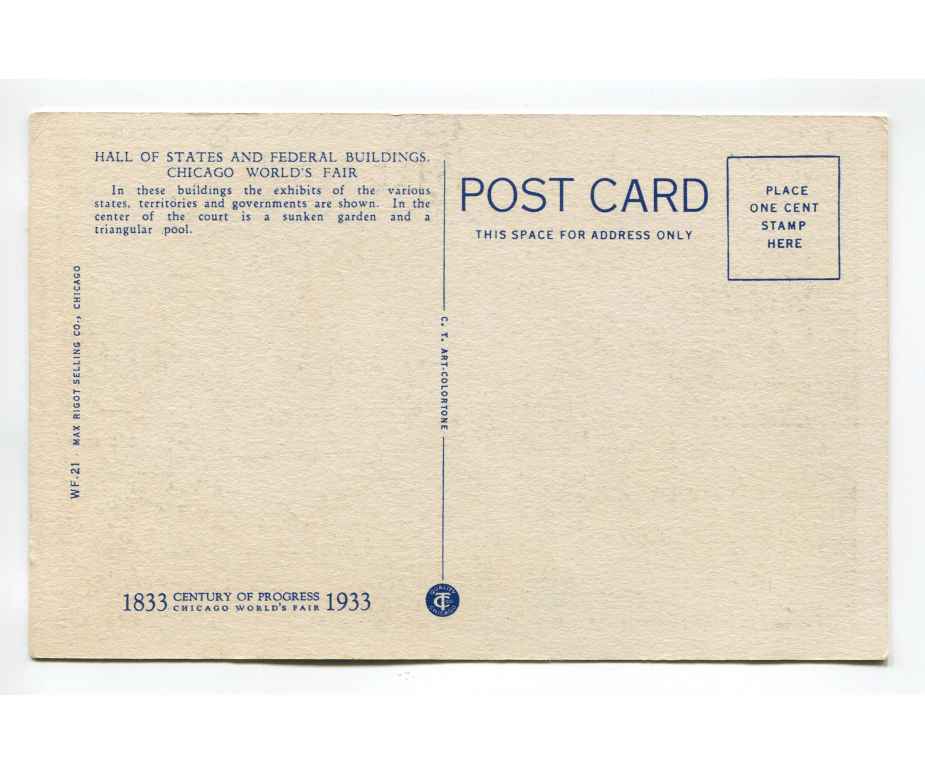 HALL OF STATES AND FEDERAL BUILDINGS.
CHICAGO WORLD'S FAIR
In these buildings the exhibits of the various
states, territories and governments are shown. In the
center of the court is a sunken garden and a
triangular pool.
WF.21 - MAX RIGOT SELLING CO., CHICAGO
1833 CENTURY OF PROGRESS 1933
CHICAGO WORLD'S FAIR
C. T. ART-COLORTONE
QUALITY
CT
CHICAGO
POST CARD
THIS SPACE FOR ADDRESS ONLY
PLACE
ONE CENT
STAMP
HERE